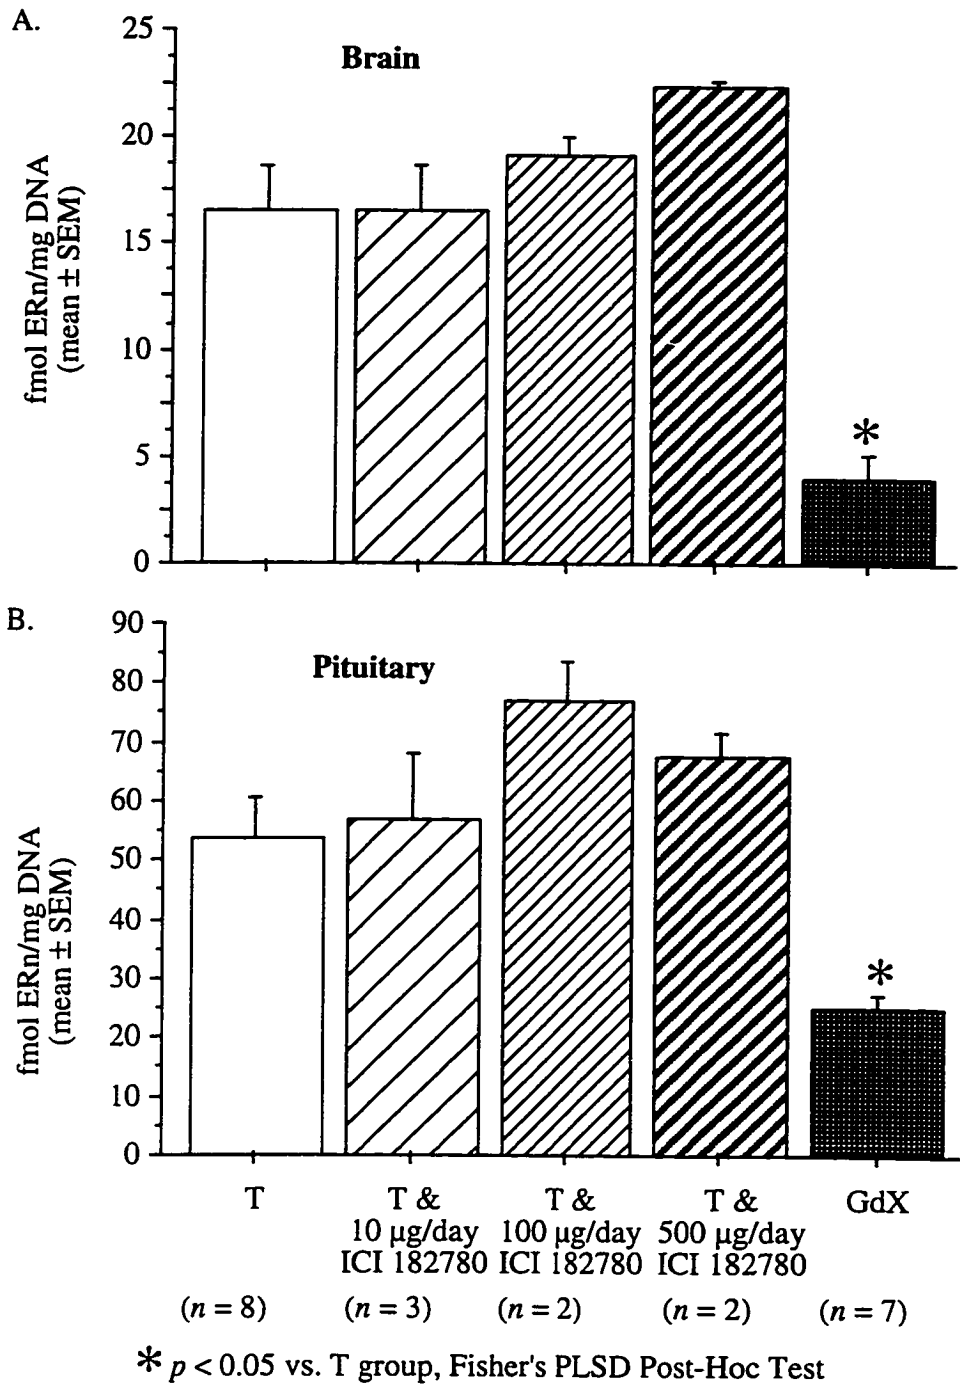 A.
Brain
25
20
15
10
5
0
fmol ERn/mg DNA
(mean ± SEM)
*
B.
Pituitary
90
80
70
60
50
40
30
20
10
0
fmol ERn/mg DNA
(mean ± SEM)
*
T T & T & T & GdX
10 µg/day 100 µg/day 500 µg/day
ICI 182780 ICI 182780 ICI 182780
(n = 8) (n = 3) (n = 2) (n = 2) (n = 7)
* p < 0.05 vs. T group, Fisher's PLSD Post-Hoc Test